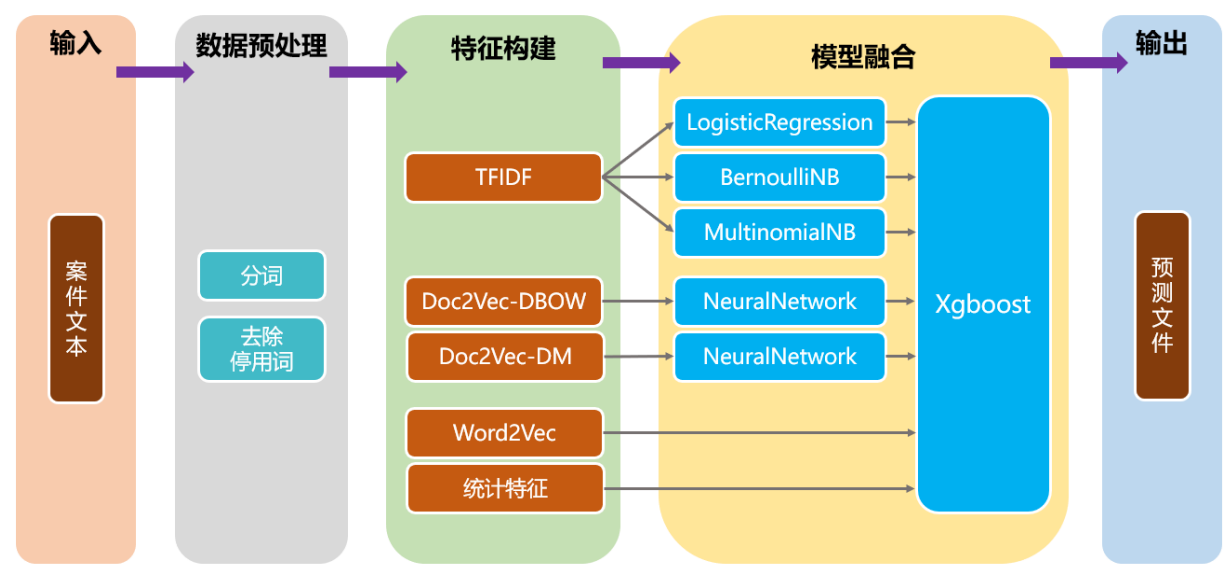 输入
数据预处理
特征构建
模型融合
输出
案件文本
分词
去除
停用词
TFIDF
Doc2Vec-DBOW
Doc2Vec-DM
Word2Vec
统计特征
LogisticRegression
BernoulliNB
MultinomialNB
NeuralNetwork
NeuralNetwork
Xgboost
预测文件